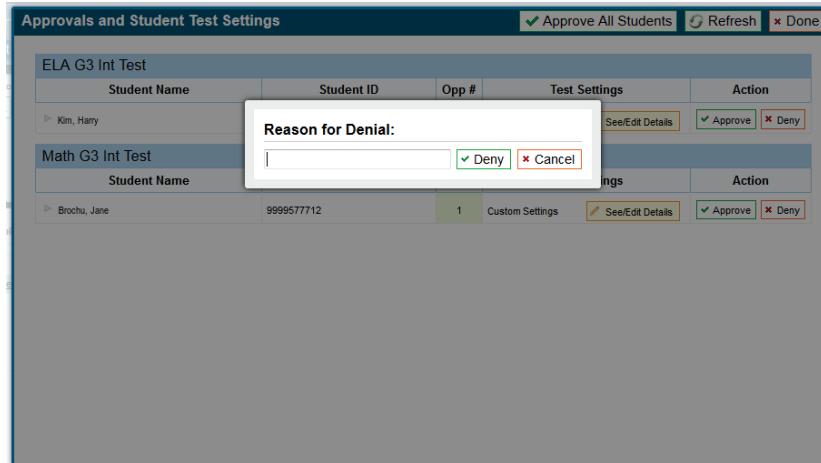 Approvals and Student Test Settings Approve All Students Refresh Done
ELA G3 Int Test
Student Name Student ID Opp # Test Settings Action
Kim, Harry See/Edit Details Approve Deny
Reason for Denial:
Deny Cancel
Math G3 Int Test
Student Name ings Action
Brochu, Jane 9999577712 1 Custom Settings See/Edit Details Approve Deny